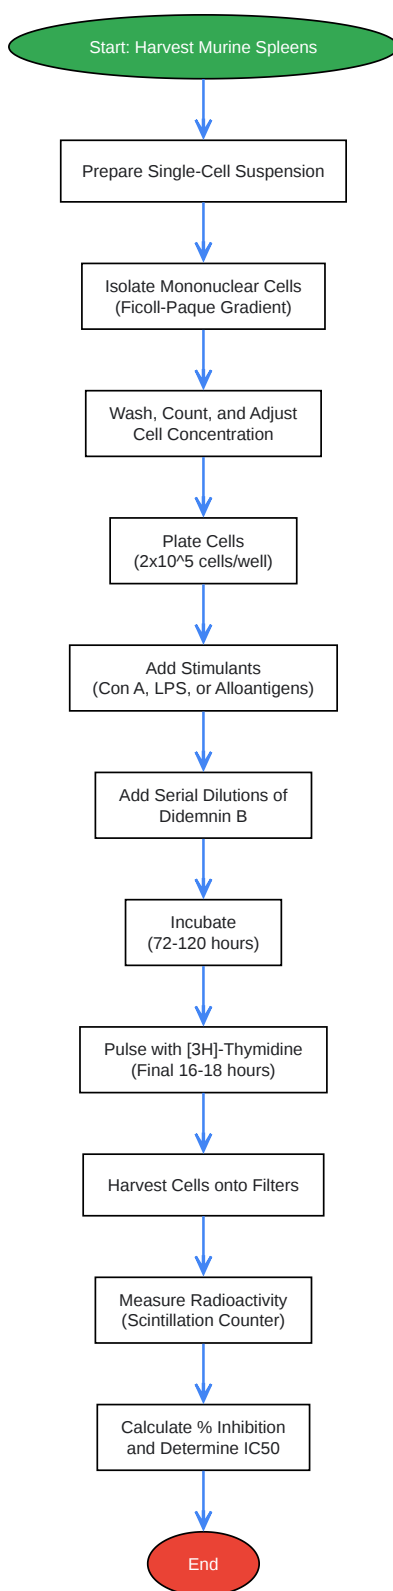 Start: Harvest Murine Spleens
Prepare Single-Cell Suspension
Isolate Mononuclear Cells
(Ficoll-Paque Gradient)
Wash, Count, and Adjust
Cell Concentration
Plate Cells
(2x10^5 cells/well)
Add Stimulants
(Con A, LPS, or Alloantigens)
Add Serial Dilutions of
Didemnin B
Incubate
(72-120 hours)
Pulse with [3H]-Thymidine
(Final 16-18 hours)
Harvest Cells onto Filters
Measure Radioactivity
(Scintillation Counter)
Calculate % Inhibition
and Determine IC50
End